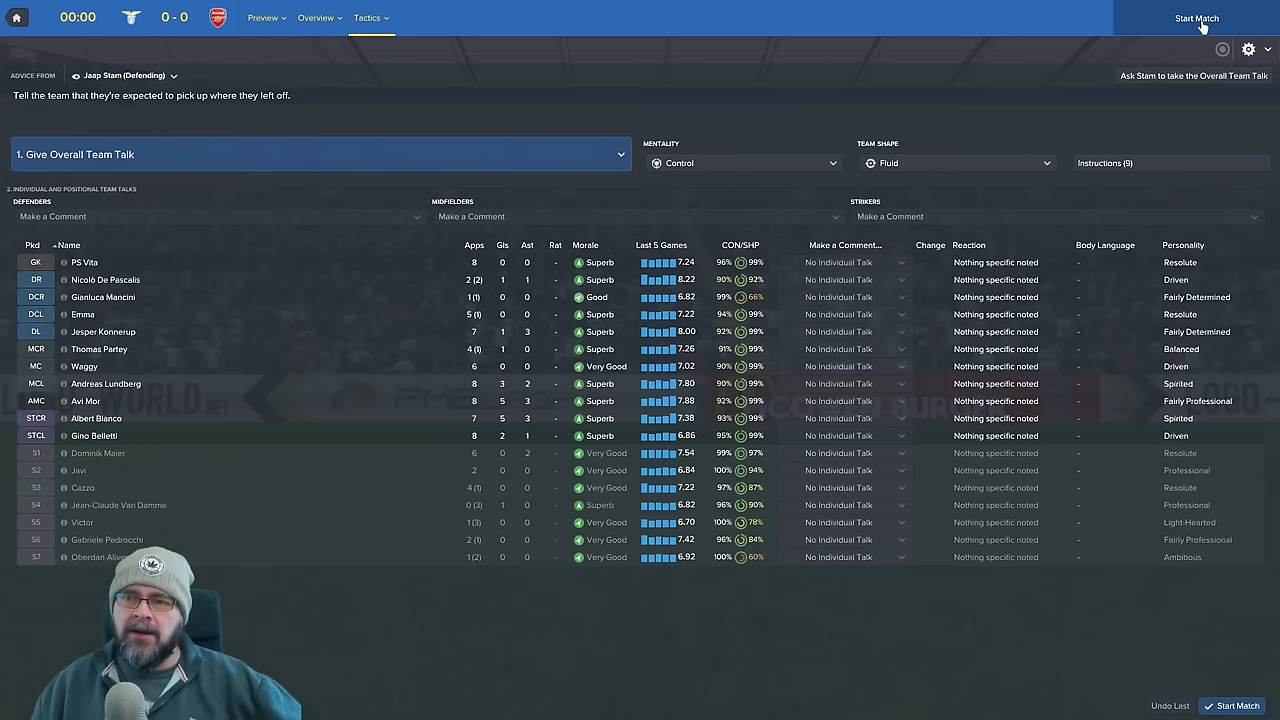 00:00 0 - 0 Preview Overview Tactics Start Match
ADVICE FROM Jaap Stam (Defending) Ask Stam to take the Overall Team Talk
Tell the team that they're expected to pick up where they left off.
MENTALITY TEAM SHAPE
1. Give Overall Team Talk Control Fluid Instructions (9)
2. INDIVIDUAL AND POSITIONAL TEAM TALKS
DEFENDERS MIDFIELDERS STRIKERS
Make a Comment Make a Comment Make a Comment
Pkd Name Apps Gls Ast Rat Morale Last 5 Games CON/SHP Make a Comment... Change Reaction Body Language Personality
GK PS Vita 8 0 0 - Superb 7.24 96% 99% No Individual Talk Nothing specific noted - Resolute
DR Nicolò De Pascalis 2 (2) 1 1 - Superb 8.22 90% 92% No Individual Talk Nothing specific noted - Driven
DCR Gianluca Mancini 1 (1) 0 0 - Good 6.82 99% 66% No Individual Talk Nothing specific noted - Fairly Determined
DCL Emma 5 (1) 0 0 - Superb 7.22 94% 99% No Individual Talk Nothing specific noted - Resolute
DL Jesper Konnerup 7 1 3 - Superb 8.00 92% 99% No Individual Talk Nothing specific noted - Fairly Determined
MCR Thomas Partey 4 (1) 1 0 - Superb 7.26 91% 99% No Individual Talk Nothing specific noted - Balanced
MC Waggy 6 0 0 - Very Good 7.02 90% 99% No Individual Talk Nothing specific noted - Driven
MCL Andreas Lundberg 8 3 2 - Superb 7.80 90% 99% No Individual Talk Nothing specific noted - Spirited
AMC Avi Mor 8 5 3 - Superb 7.88 92% 99% No Individual Talk Nothing specific noted - Fairly Professional
STCR Albert Blanco 7 5 3 - Superb 7.38 93% 99% No Individual Talk Nothing specific noted - Spirited
STCL Gino Belletti 8 2 1 - Superb 6.86 95% 99% No Individual Talk Nothing specific noted - Driven
S1 Dominik Maier 6 0 2 - Very Good 7.54 99% 97% No Individual Talk Nothing specific noted - Resolute
S2 Javi 2 0 0 - Very Good 6.84 100% 94% No Individual Talk Nothing specific noted - Professional
S3 Cazzo 4 (1) 0 0 - Very Good 7.22 97% 87% No Individual Talk Nothing specific noted - Resolute
S4 Jean-Claude Van Damme 0 (3) 1 0 - Superb 6.82 96% 90% No Individual Talk Nothing specific noted - Professional
S5 Victor 1 (3) 0 0 - Very Good 6.70 100% 78% No Individual Talk Nothing specific noted - Light-Hearted
S6 Gabriele Pedrocchi 2 (1) 0 0 - Very Good 7.42 96% 84% No Individual Talk Nothing specific noted - Fairly Professional
S7 Oberdan 1 (2) 0 0 - Very Good 6.92 100% 60% No Individual Talk Nothing specific noted - Ambitious
Undo Last Start Match